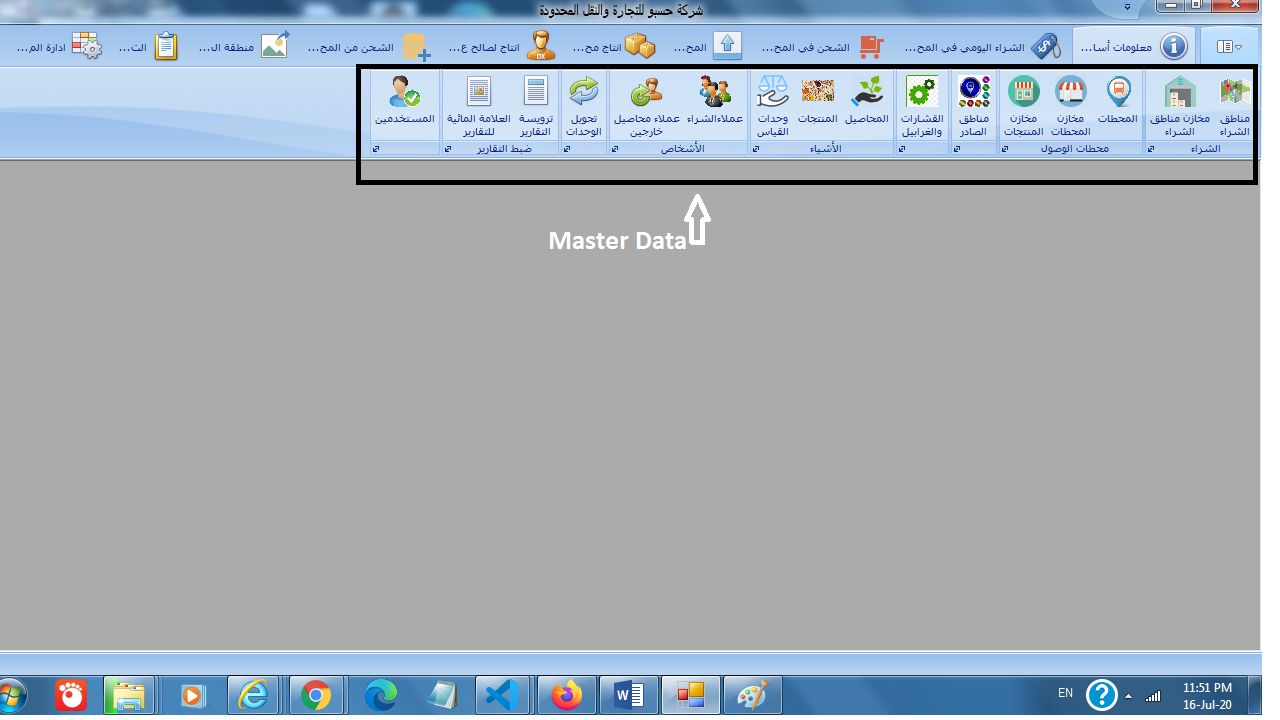 شركة حسبو للتجارة والنقل المحدودة
معلومات أسا...
الشراء اليومي في المح...
الشحن في المح...
المح...
انتاج مح...
انتاج لصالح ع...
الشحن من المح...
منطقة ال...
الت...
ادارة الم...
مناطق الشراء
مخازن مناطق الشراء
الشراء
المحطات
مخازن المحطات
مخازن المنتجات
محطات الوصول
مناطق الصادر
القشارات والغرابيل
المحاصيل
المنتجات
وحدات القياس
الأشياء
عملاءالشراء
عملاء محاصيل خارجين
الأشخاص
تحويل الوحدات
ترويسة التقارير
العلامة المائية للتقارير
ضبط التقارير
المستخدمين
Master Data
EN
11:51 PM
16-Jul-20